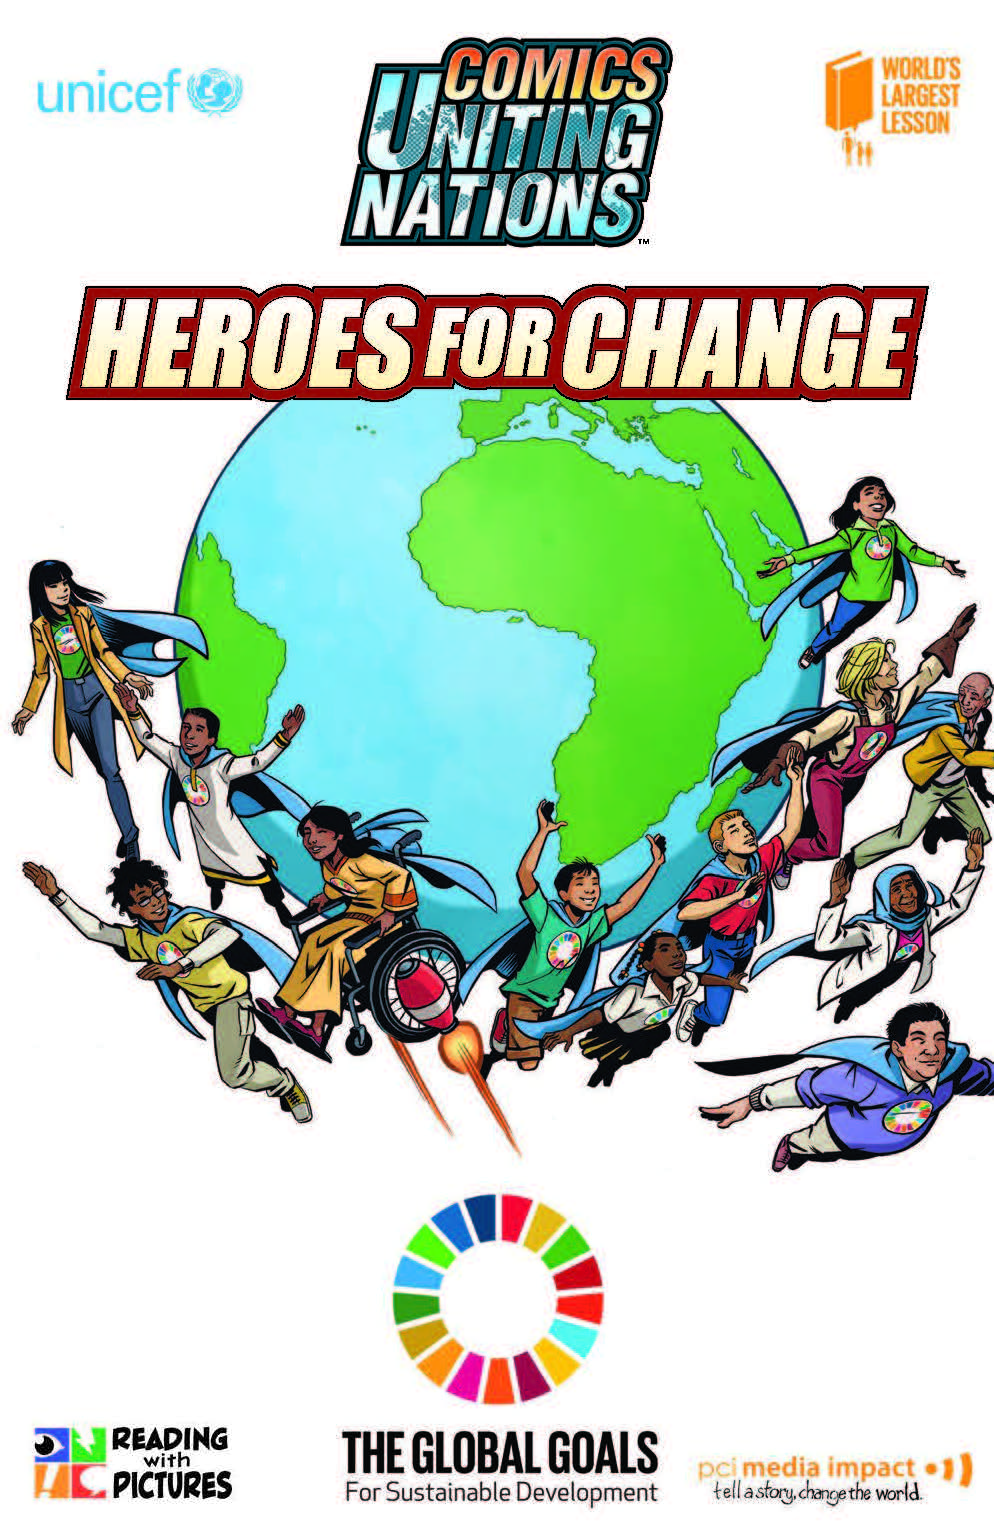 unicef
COMICS
UNITING
NATIONS
™
WORLD'S
LARGEST
LESSON
HEROES FOR CHANGE
READING
with
PICTURES
THE GLOBAL GOALS
For Sustainable Development
pci media impact
tell a story, change the world.